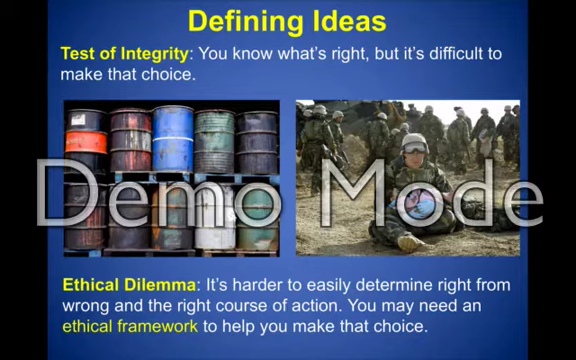 Defining Ideas
Test of Integrity: You know what's right, but it's difficult to
make that choice.
Demo Mode
Ethical Dilemma: It's harder to easily determine right from
wrong and the right course of action. You may need an
ethical framework to help you make that choice.